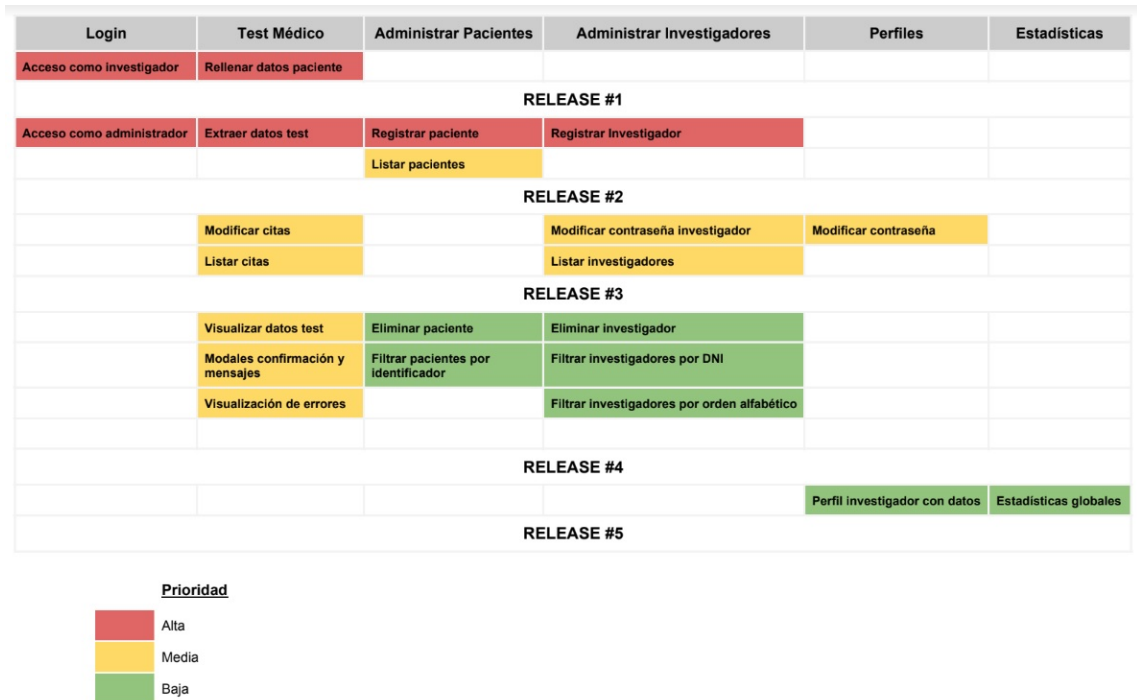 Login Test Médico Administrar Pacientes Administrar Investigadores Perfiles Estadísticas
Acceso como investigador Rellenar datos paciente
RELEASE #1
Acceso como administrador Extraer datos test Registrar paciente Registrar Investigador
Listar pacientes
RELEASE #2
Modificar citas Modificar contraseña investigador Modificar contraseña
Listar citas Listar investigadores
RELEASE #3
Visualizar datos test Eliminar paciente Eliminar investigador
Modales confirmación y
mensajes
Filtrar pacientes por
identificador
Filtrar investigadores por DNI
Visualización de errores Filtrar investigadores por orden alfabético
RELEASE #4
Perfil investigador con datos Estadísticas globales
RELEASE #5
Prioridad
Alta
Media
Baja